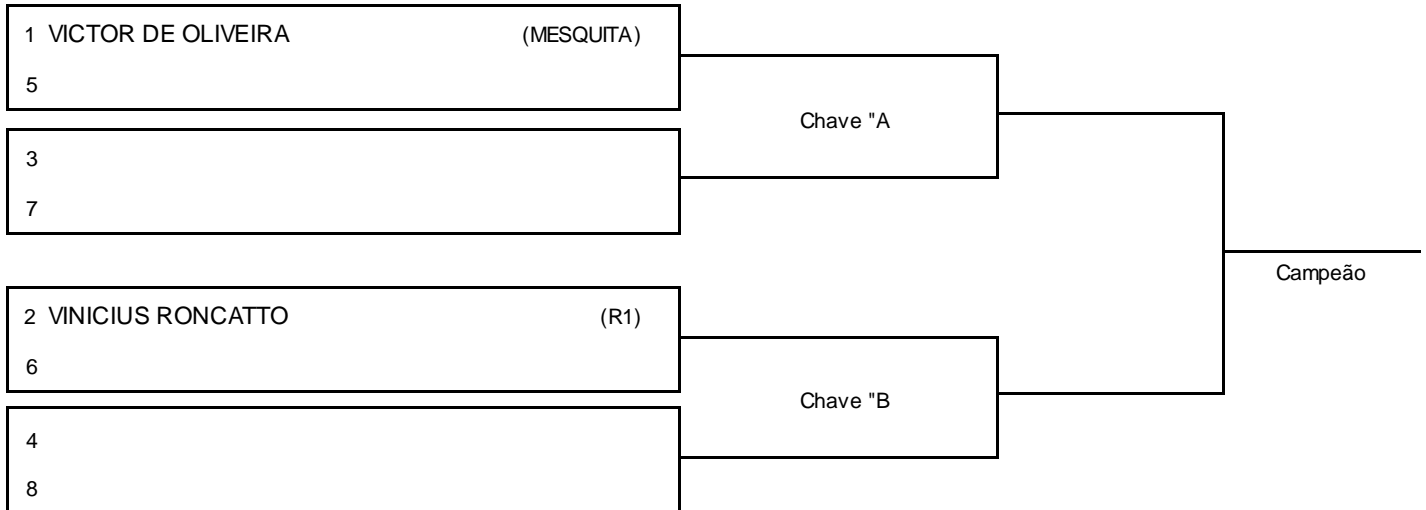 1 VICTOR DE OLIVEIRA (MESQUITA)
5
Chave "A
3
7
Campeão
2 VINICIUS RONCATTO (R1)
6
Chave "B
4
8